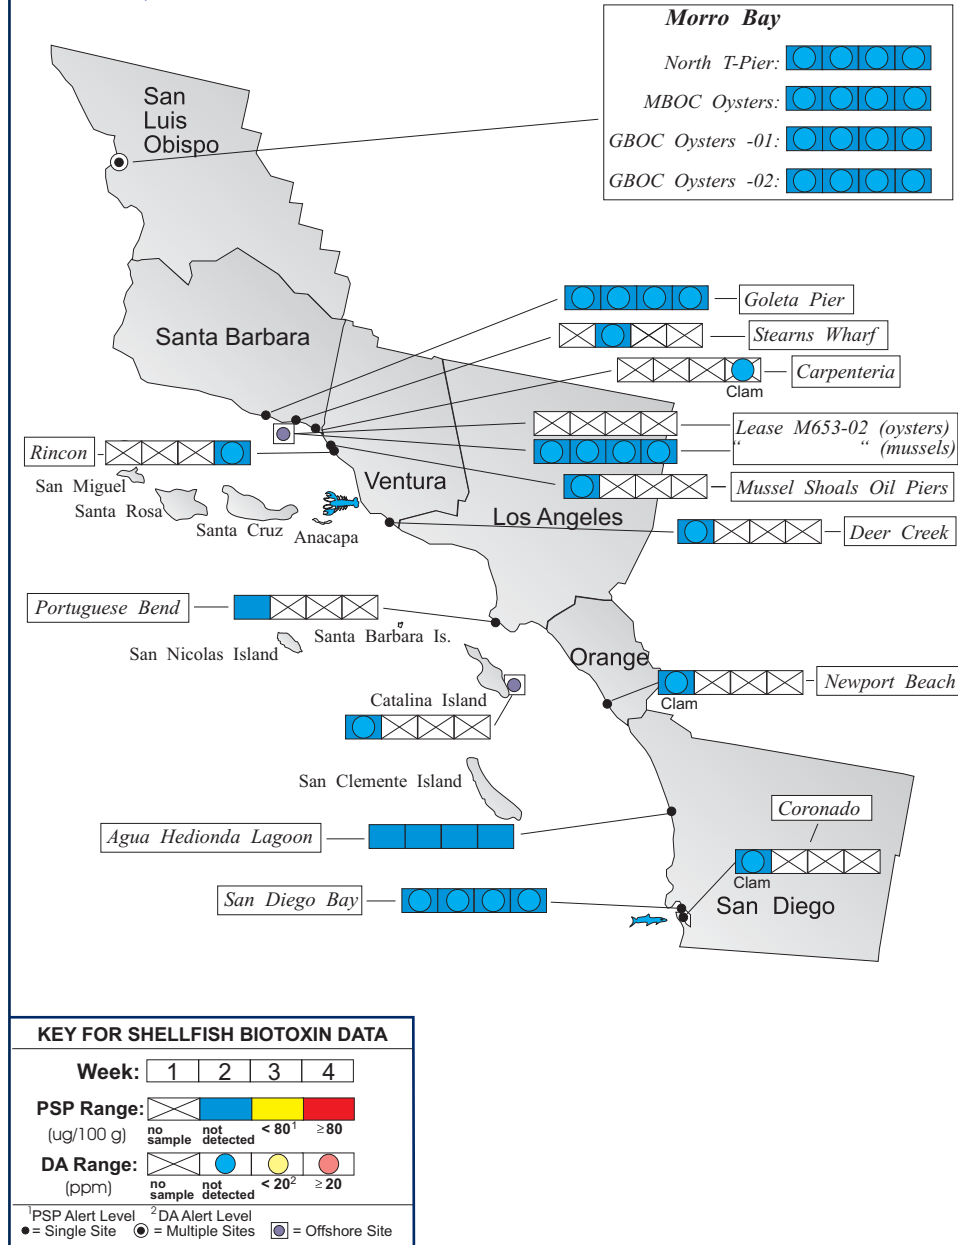 Morro Bay
North T-Pier:
MBOC Oysters:
GBOC Oysters -01:
GBOC Oysters -02:
San
Luis
Obispo
Santa Barbara
Goleta Pier
Stearns Wharf
Carpenteria
Clam
Lease M653-02 (oysters)
“ “ (mussels)
Rincon
San Miguel
Santa Rosa
Santa Cruz
Anacapa
Ventura
Los Angeles
Mussel Shoals Oil Piers
Deer Creek
Portuguese Bend
Santa Barbara Is.
San Nicolas Island
Orange
Catalina Island
Newport Beach
Clam
San Clemente Island
Coronado
Agua Hedionda Lagoon
Clam
San Diego Bay
San Diego
KEY FOR SHELLFISH BIOTOXIN DATA
Week: 1 2 3 4
PSP Range:
(ug/100 g) no sample not detected < 80¹ ≥80
DA Range:
(ppm) no sample not detected < 20² ≥ 20
¹PSP Alert Level ²DA Alert Level
= Single Site = Multiple Sites = Offshore Site